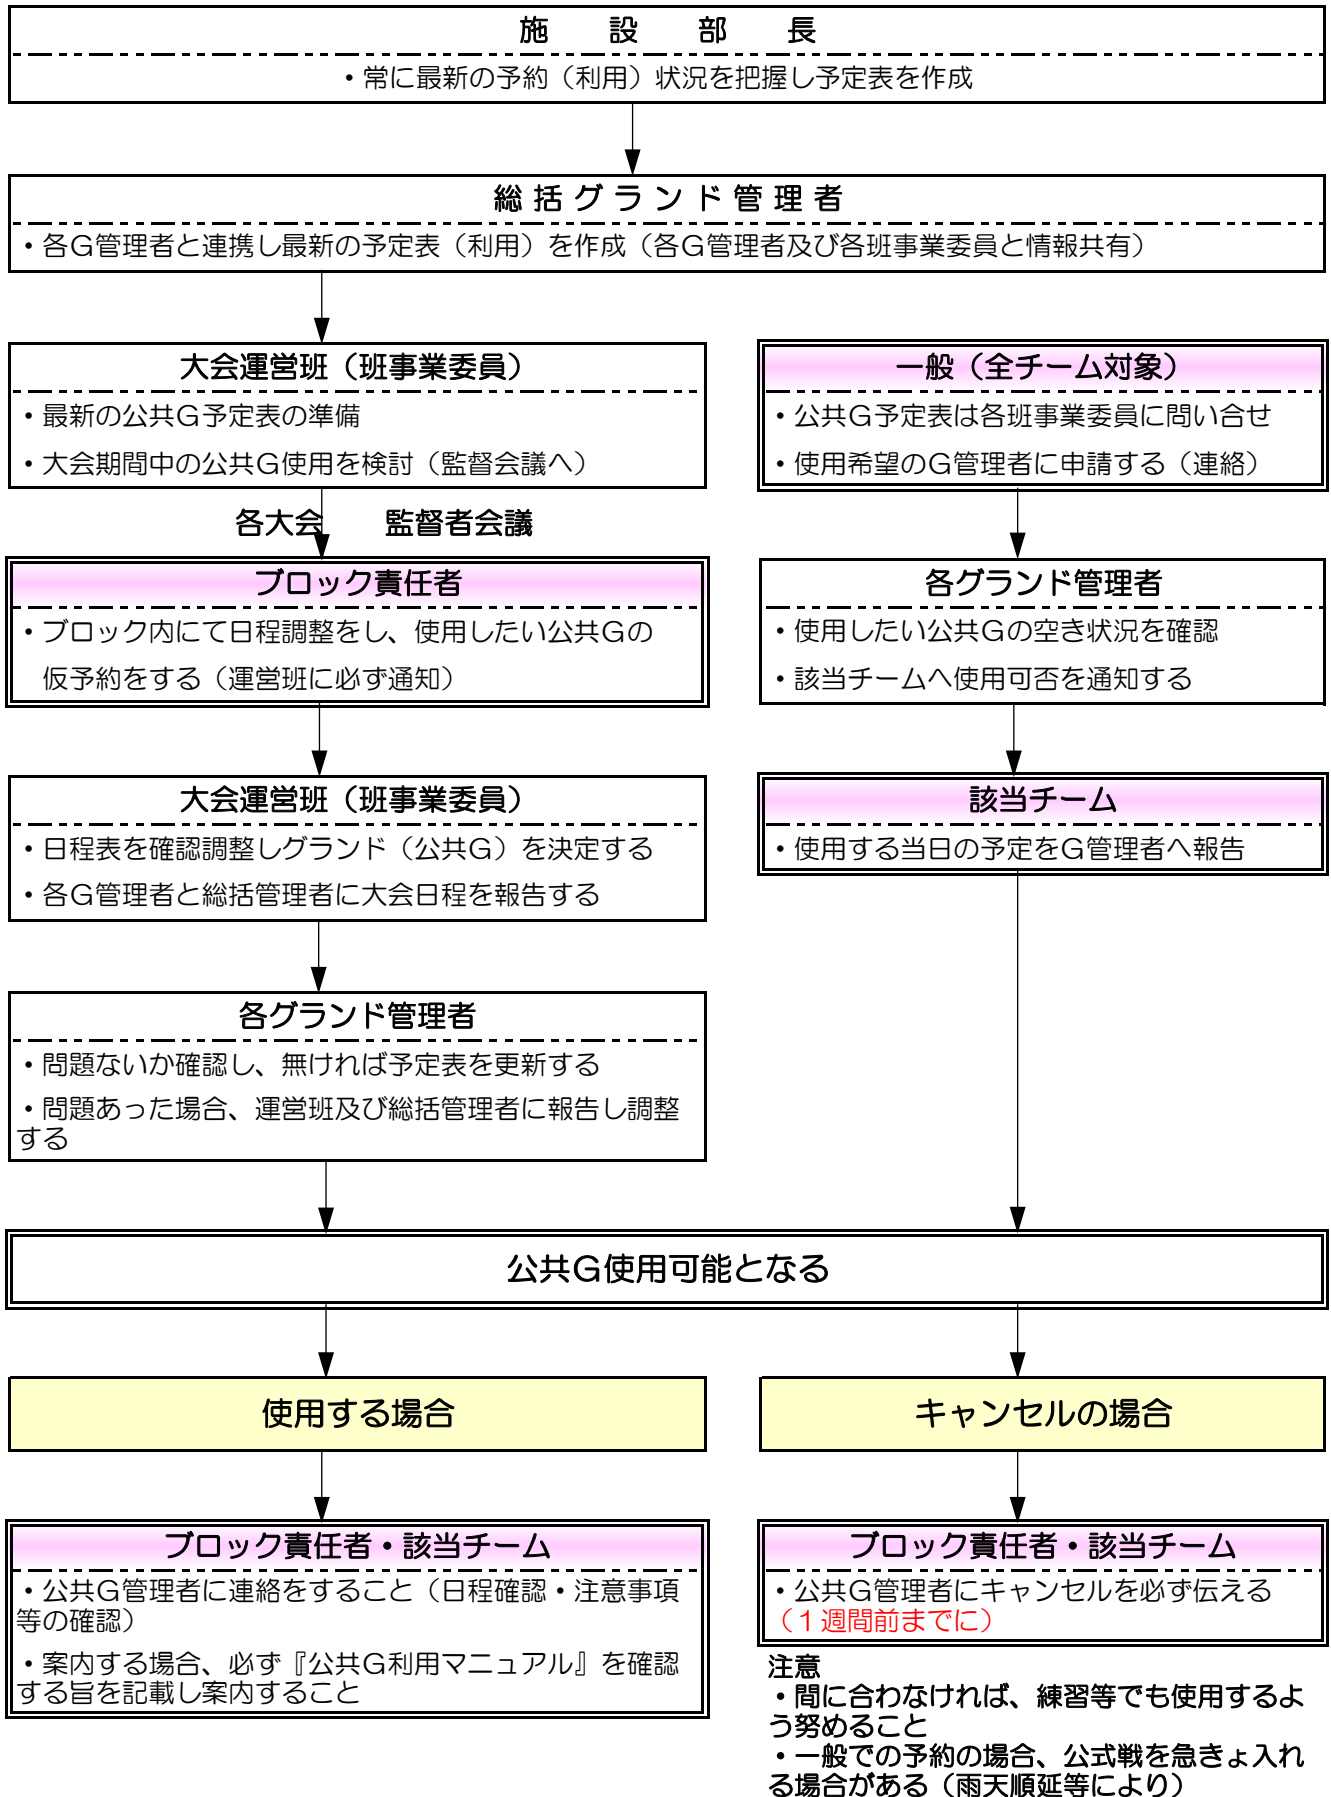 施　設　部　長
・常に最新の予約（利用）状況を把握し予定表を作成
総括グランド管理者
・各Ｇ管理者と連携し最新の予定表（利用）を作成（各Ｇ管理者及び各班事業委員と情報共有）
大会運営班（班事業委員）
・最新の公共Ｇ予定表の準備
・大会期間中の公共Ｇ使用を検討（監督会議へ）
各大会　　監督者会議
ブロック責任者
・ブロック内にて日程調整をし、使用したい公共Ｇの
仮予約をする（運営班に必ず通知）
大会運営班（班事業委員）
・日程表を確認調整しグランド（公共Ｇ）を決定する
・各Ｇ管理者と総括管理者に大会日程を報告する
各グランド管理者
・問題ないか確認し、無ければ予定表を更新する
・問題あった場合、運営班及び総括管理者に報告し調整
する
一般（全チーム対象）
・公共Ｇ予定表は各班事業委員に問い合せ
・使用希望のＧ管理者に申請する（連絡）
各グランド管理者
・使用したい公共Ｇの空き状況を確認
・該当チームへ使用可否を通知する
該当チーム
・使用する当日の予定をＧ管理者へ報告
公共Ｇ使用可能となる
使用する場合
ブロック責任者・該当チーム
・公共Ｇ管理者に連絡をすること（日程確認・注意事項
等の確認）
・案内する場合、必ず『公共Ｇ利用マニュアル』を確認
する旨を記載し案内すること
キャンセルの場合
ブロック責任者・該当チーム
・公共Ｇ管理者にキャンセルを必ず伝える
（１週間前までに）
注意
・間に合わなければ、練習等でも使用するよ
う努めること
・一般での予約の場合、公式戦を急きょ入れ
る場合がある（雨天順延等により）